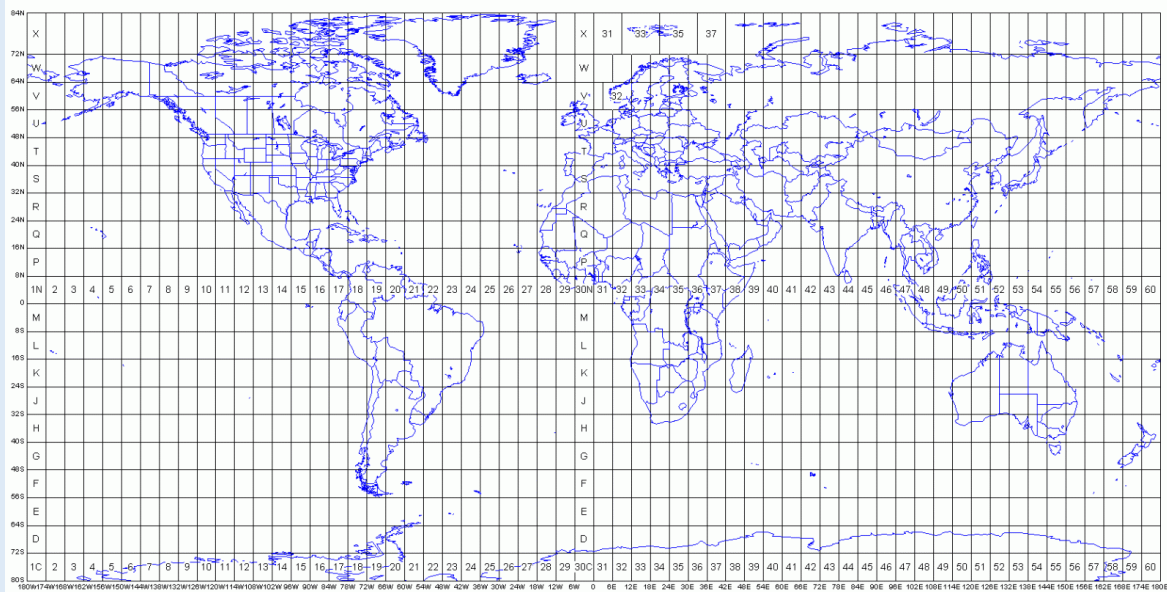 84N
X X 31 33 35 37
72N
W W
64N
V V 32
56N
U U
48N
T T
40N
S S
32N
R R
24N
Q Q
16N
P P
8N
1N 2 3 4 5 6 7 8 9 10 11 12 13 14 15 16 17 18 19 20 21 22 23 24 25 26 27 28 29 30N 31 32 33 34 35 36 37 38 39 40 41 42 43 44 45 46 47 48 49 50 51 52 53 54 55 56 57 58 59 60
0
M M
8S
L L
16S
K K
24S
J J
32S
H H
40S
G G
48S
F F
56S
E E
64S
D D
72S
1C 2 3 4 5 6 7 8 9 10 11 12 13 14 15 16 17 18 19 20 21 22 23 24 25 26 27 28 29 30C 31 32 33 34 35 36 37 38 39 40 41 42 43 44 45 46 47 48 49 50 51 52 53 54 55 56 57 58 59 60
80S
180W 174W 168W 162W 156W 150W 144W 138W 132W 126W 120W 114W 108W 102W 96W 90W 84W 78W 72W 66W 60W 54W 48W 42W 36W 30W 24W 18W 12W 6W 0 6E 12E 18E 24E 30E 36E 42E 48E 54E 60E 66E 72E 78E 84E 90E 96E 102E 108E 114E 120E 126E 132E 138E 144E 150E 156E 162E 168E 174E 180E